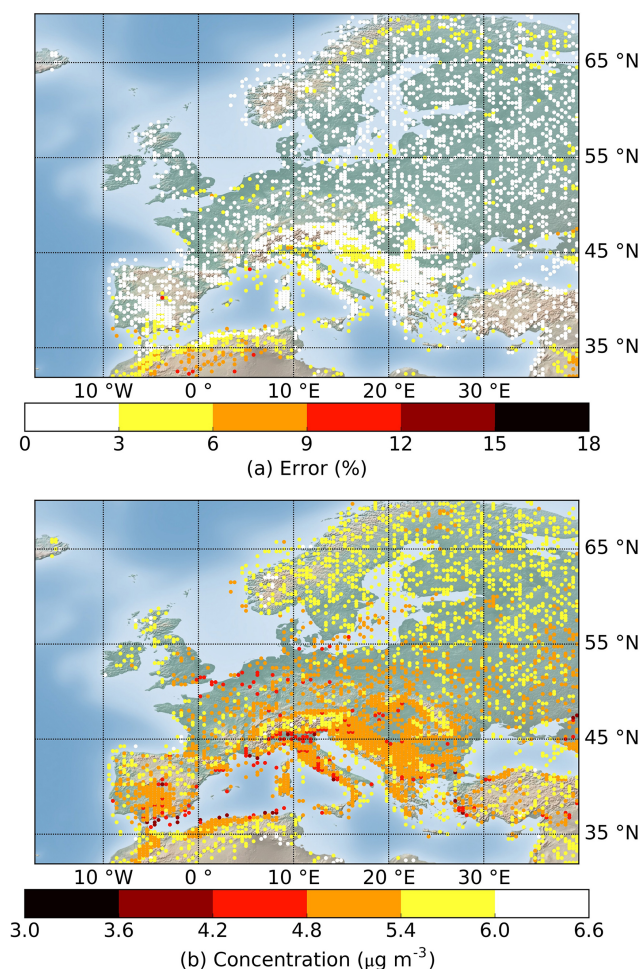 65 °N
55 °N
45 °N
35 °N
10 °W 0 ° 10 °E 20 °E 30 °E
0 3 6 9 12 15 18
(a) Error (%)
65 °N
55 °N
45 °N
35 °N
10 °W 0 ° 10 °E 20 °E 30 °E
3.0 3.6 4.2 4.8 5.4 6.0 6.6
(b) Concentration (μg m⁻³)